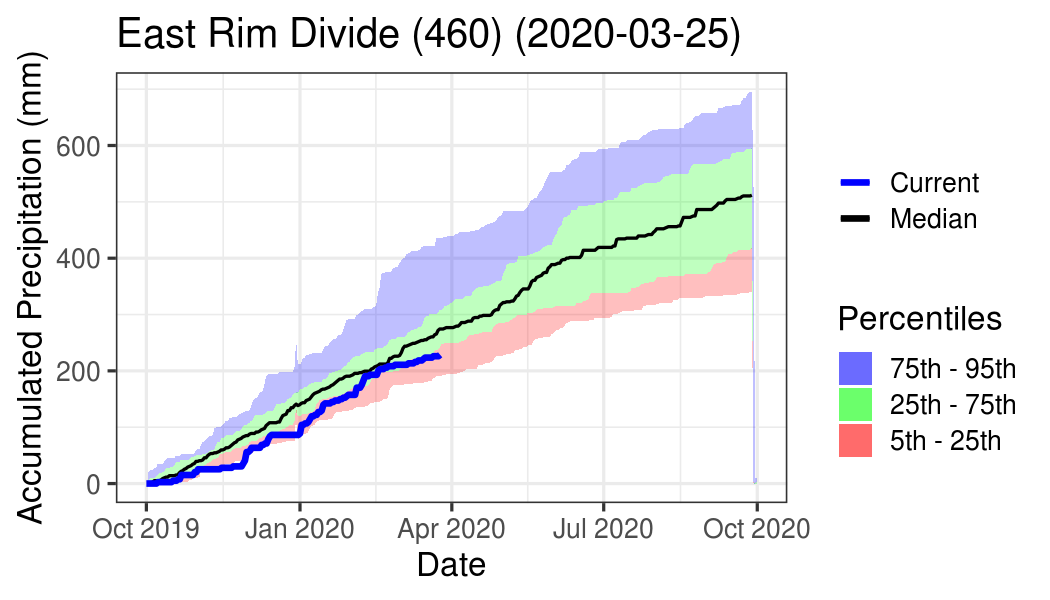 East Rim Divide (460) (2020-03-25)
Accumulated Precipitation (mm)
600
400
200
0
Oct 2019
Jan 2020
Apr 2020
Jul 2020
Oct 2020
Date
Current
Median
Percentiles
75th - 95th
25th - 75th
5th - 25th